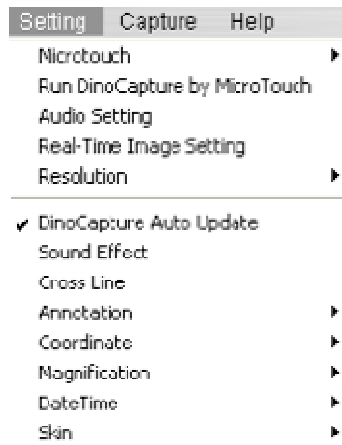 Setting Capture Help
Microtouch
Run DinoCapture by MicroTouch
Audio Setting
Real-Time Image Setting
Resolution
DinoCapture Auto Update
Sound Effect
Cross Line
Annotation
Coordinate
Magnification
DateTime
Skin